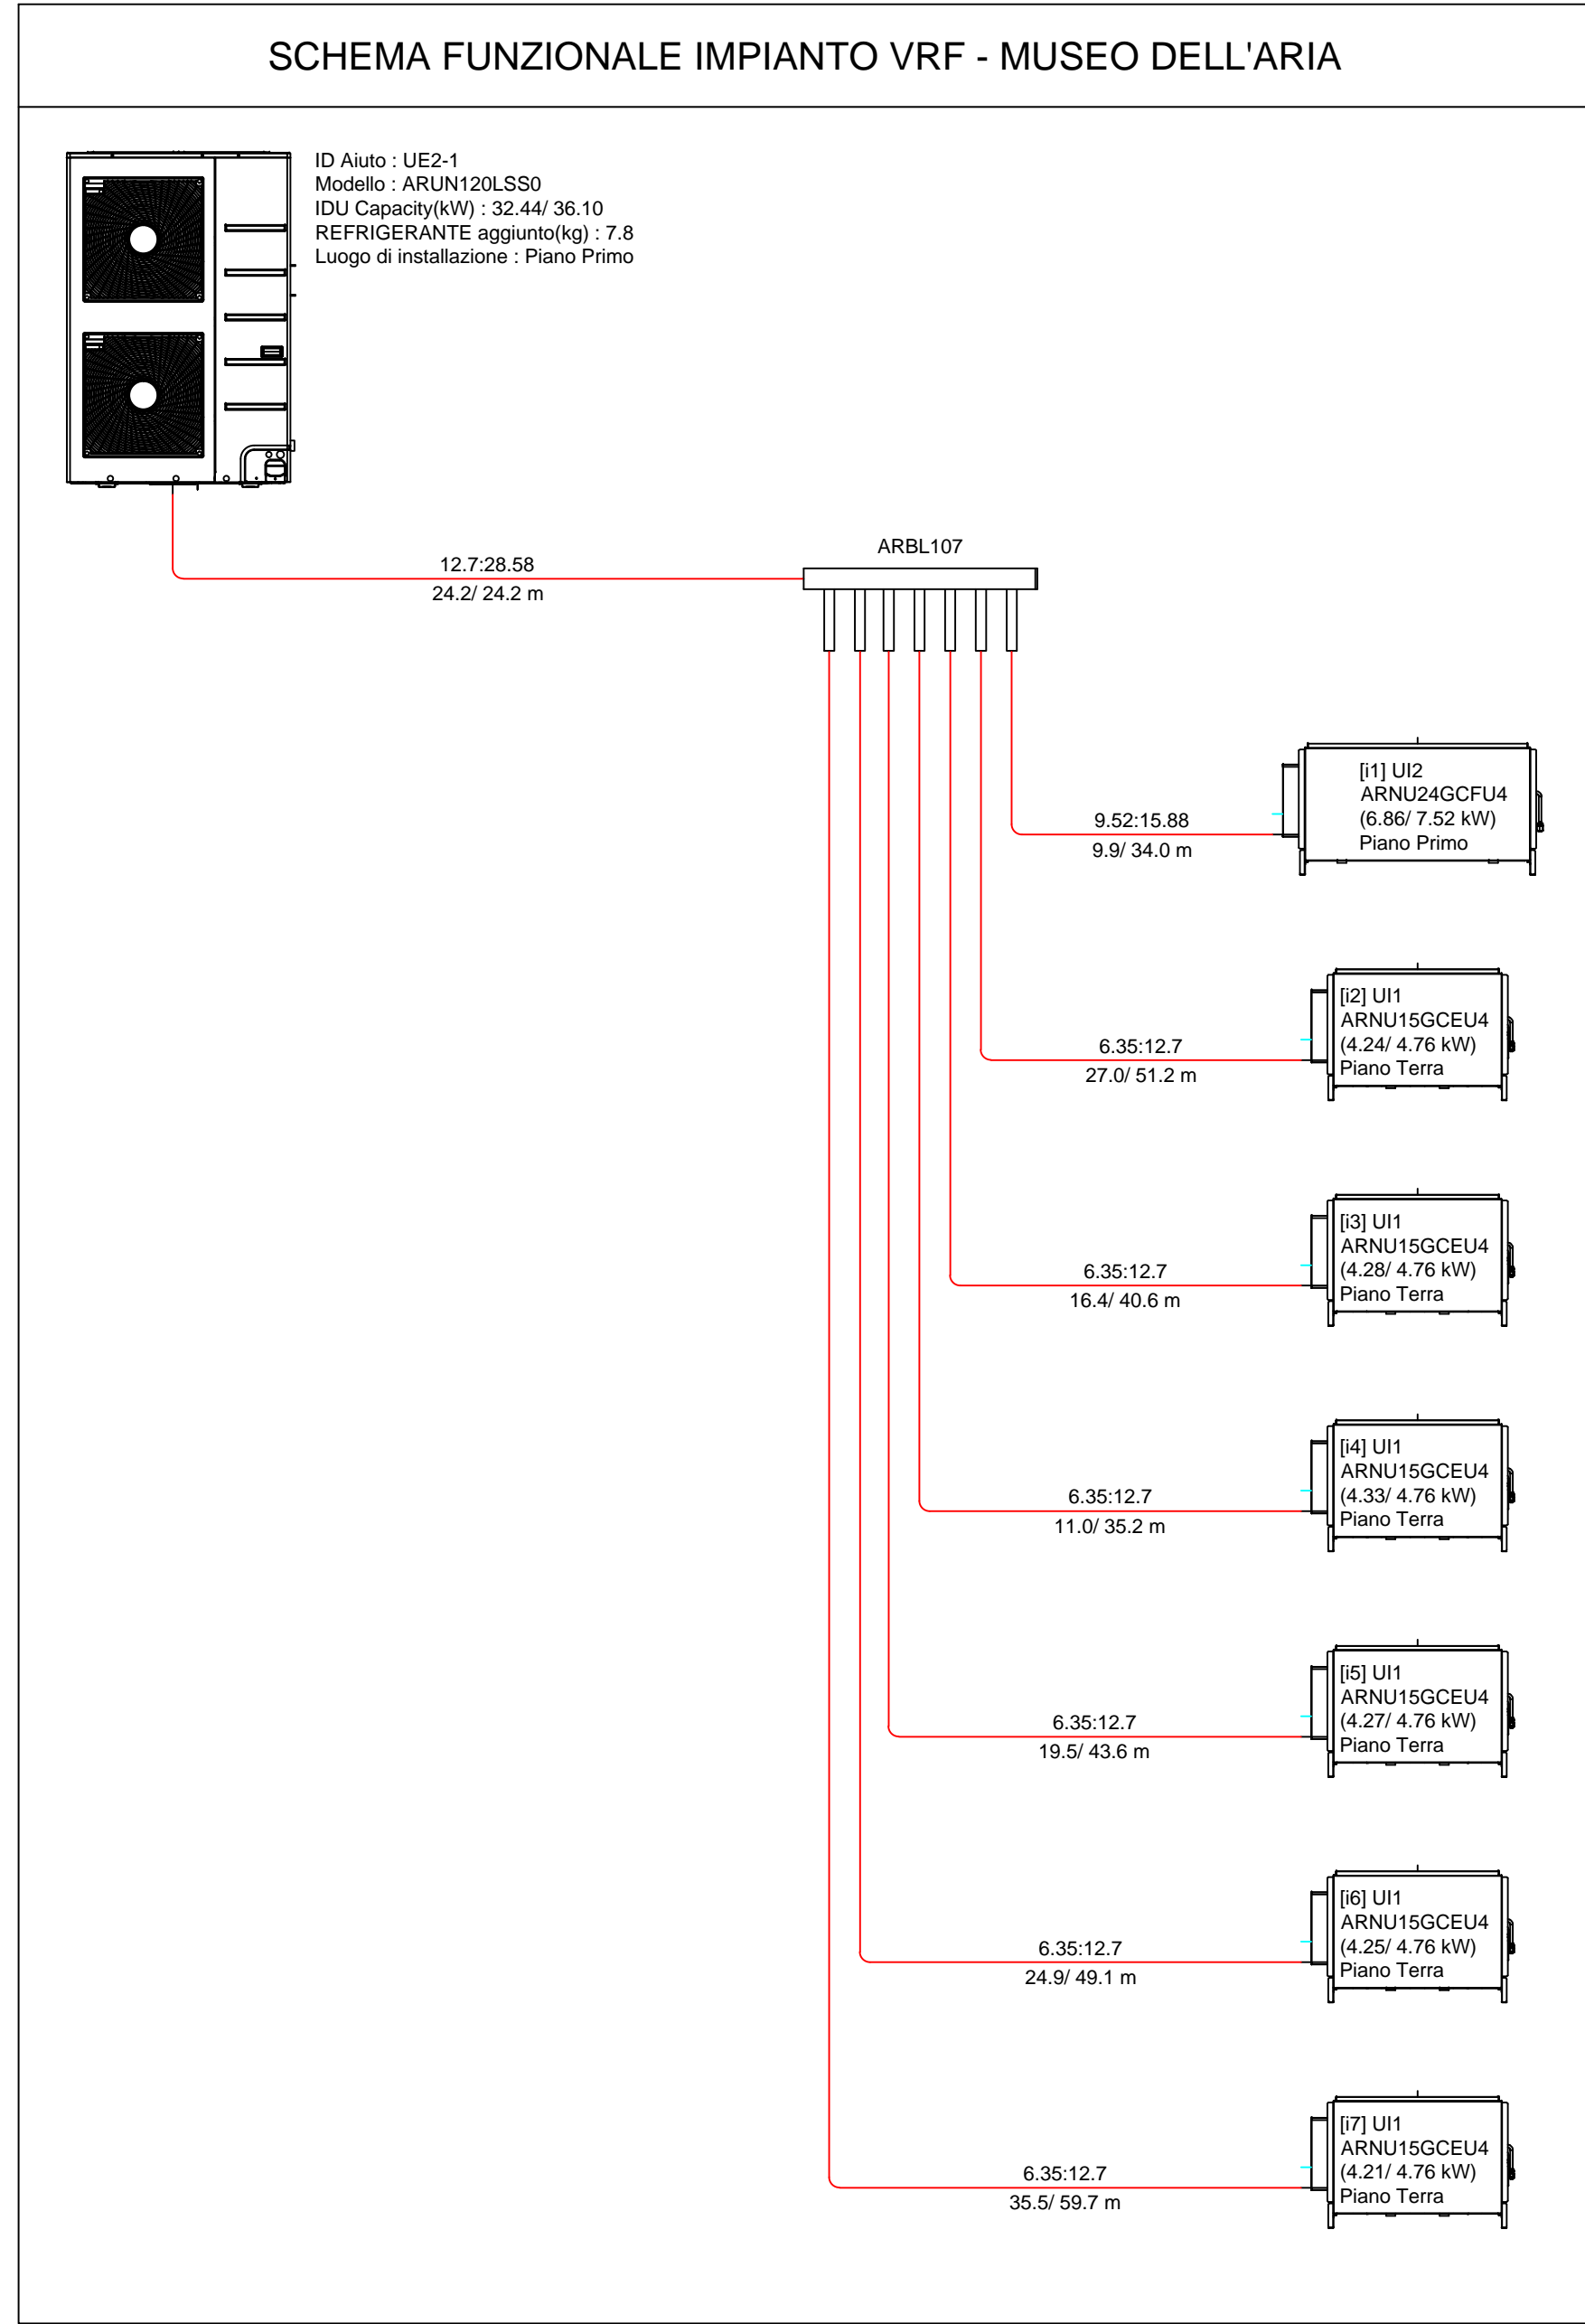 SCHEMA FUNZIONALE IMPIANTO VRF - MUSEO DELL'ARIA
ID Aiuto : UE2-1
Modello : ARUN120LSS0
IDU Capacity(kW) : 32.44/ 36.10
REFRIGERANTE aggiunto(kg) : 7.8
Luogo di installazione : Piano Primo
12.7:28.58
24.2/ 24.2 m
ARBL107
9.52:15.88
9.9/ 34.0 m
[i1] UI2
ARNU24GCFU4
(6.86/ 7.52 kW)
Piano Primo
6.35:12.7
27.0/ 51.2 m
[i2] UI1
ARNU15GCEU4
(4.24/ 4.76 kW)
Piano Terra
6.35:12.7
16.4/ 40.6 m
[i3] UI1
ARNU15GCEU4
(4.28/ 4.76 kW)
Piano Terra
6.35:12.7
11.0/ 35.2 m
[i4] UI1
ARNU15GCEU4
(4.33/ 4.76 kW)
Piano Terra
6.35:12.7
19.5/ 43.6 m
[i5] UI1
ARNU15GCEU4
(4.27/ 4.76 kW)
Piano Terra
6.35:12.7
24.9/ 49.1 m
[i6] UI1
ARNU15GCEU4
(4.25/ 4.76 kW)
Piano Terra
6.35:12.7
35.5/ 59.7 m
[i7] UI1
ARNU15GCEU4
(4.21/ 4.76 kW)
Piano Terra